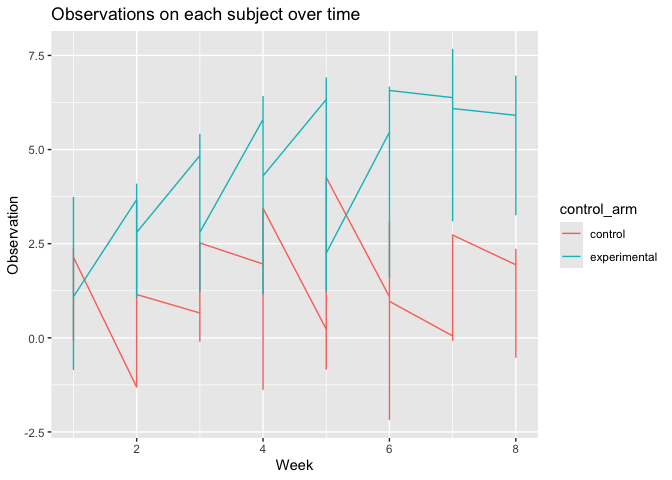 Observations on each subject over time
Observation
7.5
5.0
2.5
0.0
-2.5
2
4
6
8
Week
control_arm
control
experimental